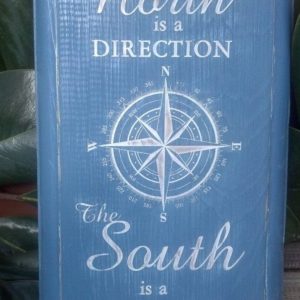 North
is a
DIRECTION
N
W E
S
The
South
is a